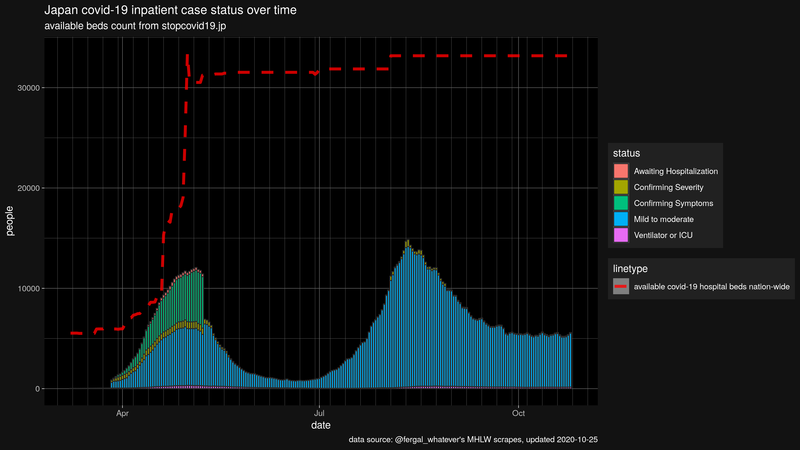 Japan covid-19 inpatient case status over time
available beds count from stopcovid19.jp
30000
20000
10000
0
people
Apr
Jul
Oct
date
status
Awaiting Hospitalization
Confirming Severity
Confirming Symptoms
Mild to moderate
Ventilator or ICU
linetype
available covid-19 hospital beds nation-wide
data source: @fergal_whatever's MHLW scrapes, updated 2020-10-25